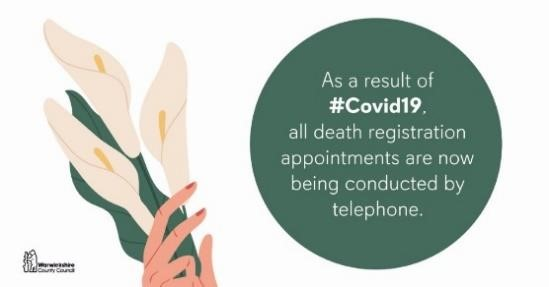 As a result of
#Covid19,
all death registration
appointments are now
being conducted by
telephone.
Warwickshire
County Council